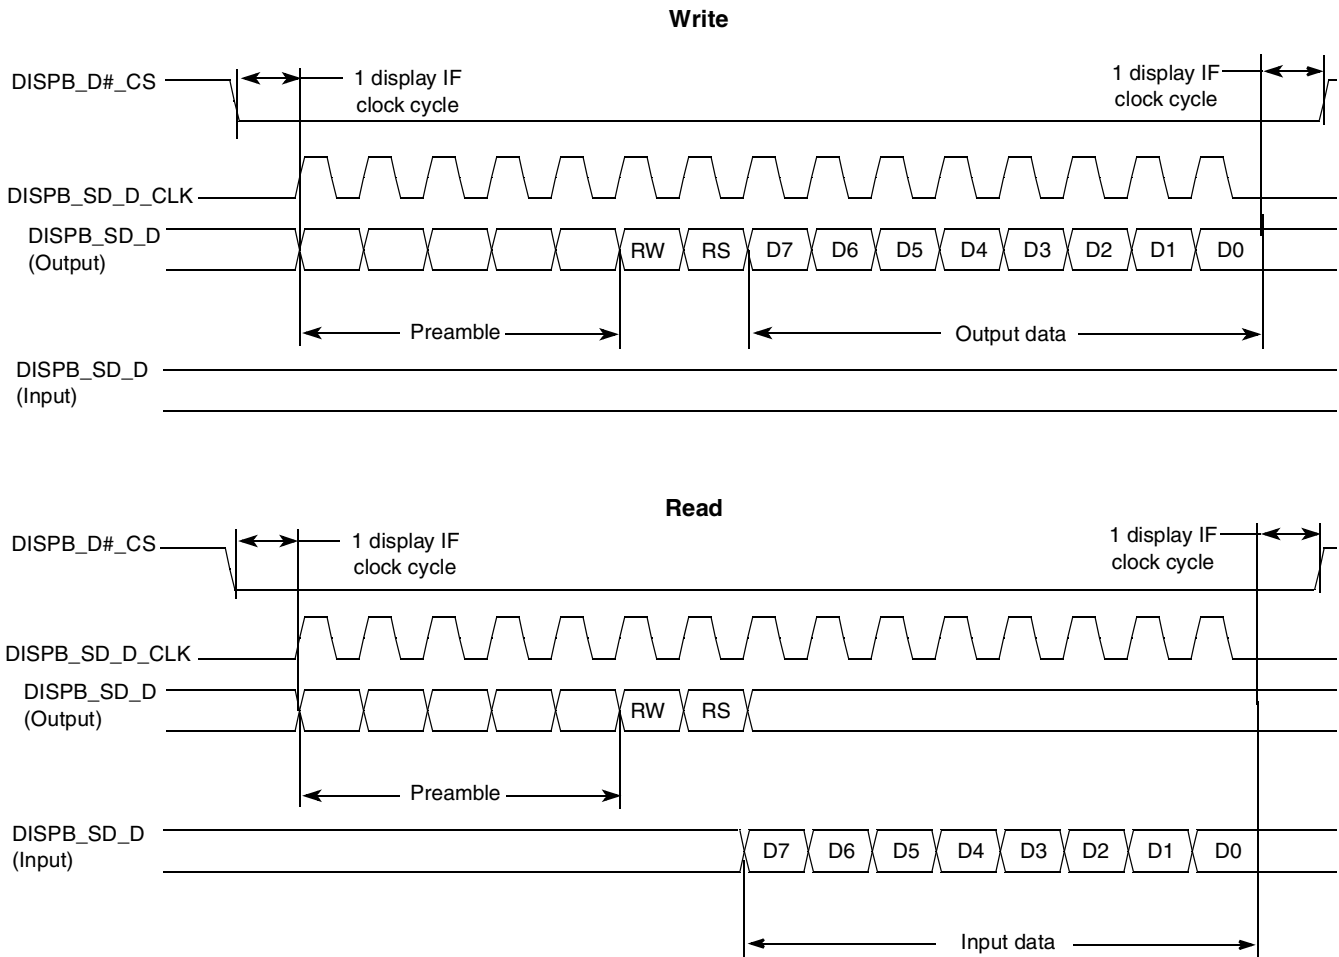 Write
DISPB_D#_CS
1 display IF
clock cycle
1 display IF
clock cycle
DISPB_SD_D_CLK
DISPB_SD_D
(Output)
RW RS D7 D6 D5 D4 D3 D2 D1 D0
Preamble
Output data
DISPB_SD_D
(Input)
Read
DISPB_D#_CS
1 display IF
clock cycle
1 display IF
clock cycle
DISPB_SD_D_CLK
DISPB_SD_D
(Output)
RW RS
Preamble
DISPB_SD_D
(Input)
D7 D6 D5 D4 D3 D2 D1 D0
Input data